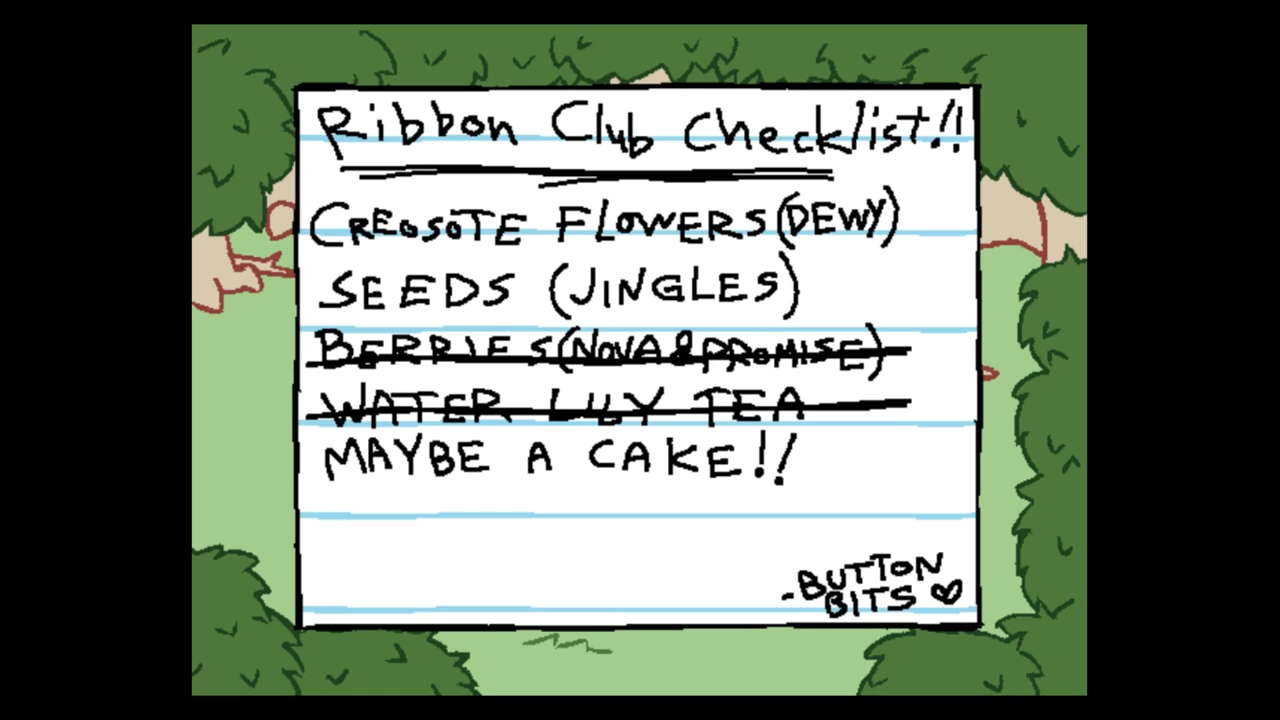 Ribbon Club Checklist!!
CREOSOTE FLOWERS (DEWY)
SEEDS (JINGLES)
BERRIES (NOVA & PROMISE)
WATER LILY TEA
MAYBE A CAKE!!
-BUTTON
BITS ♡